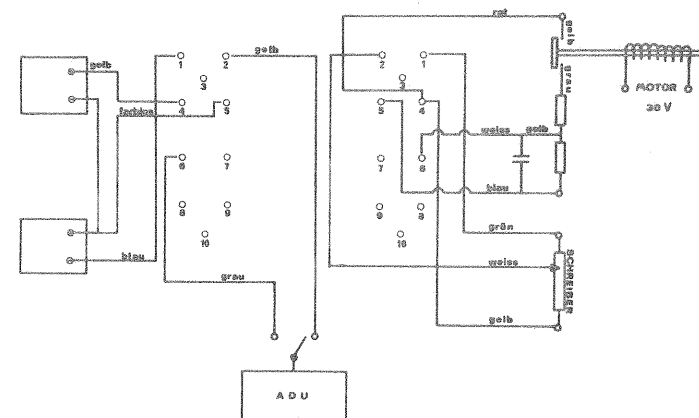 rot
gelb
gelb
gelb
1
2
3
4
5
farblos
6
7
8
9
10
blau
grau
A D U
2
1
3
5
4
7
6
9
8
10
weiss
gelb
blau
grün
weiss
gelb
grau
MOTOR
30 V
SCHREIBER